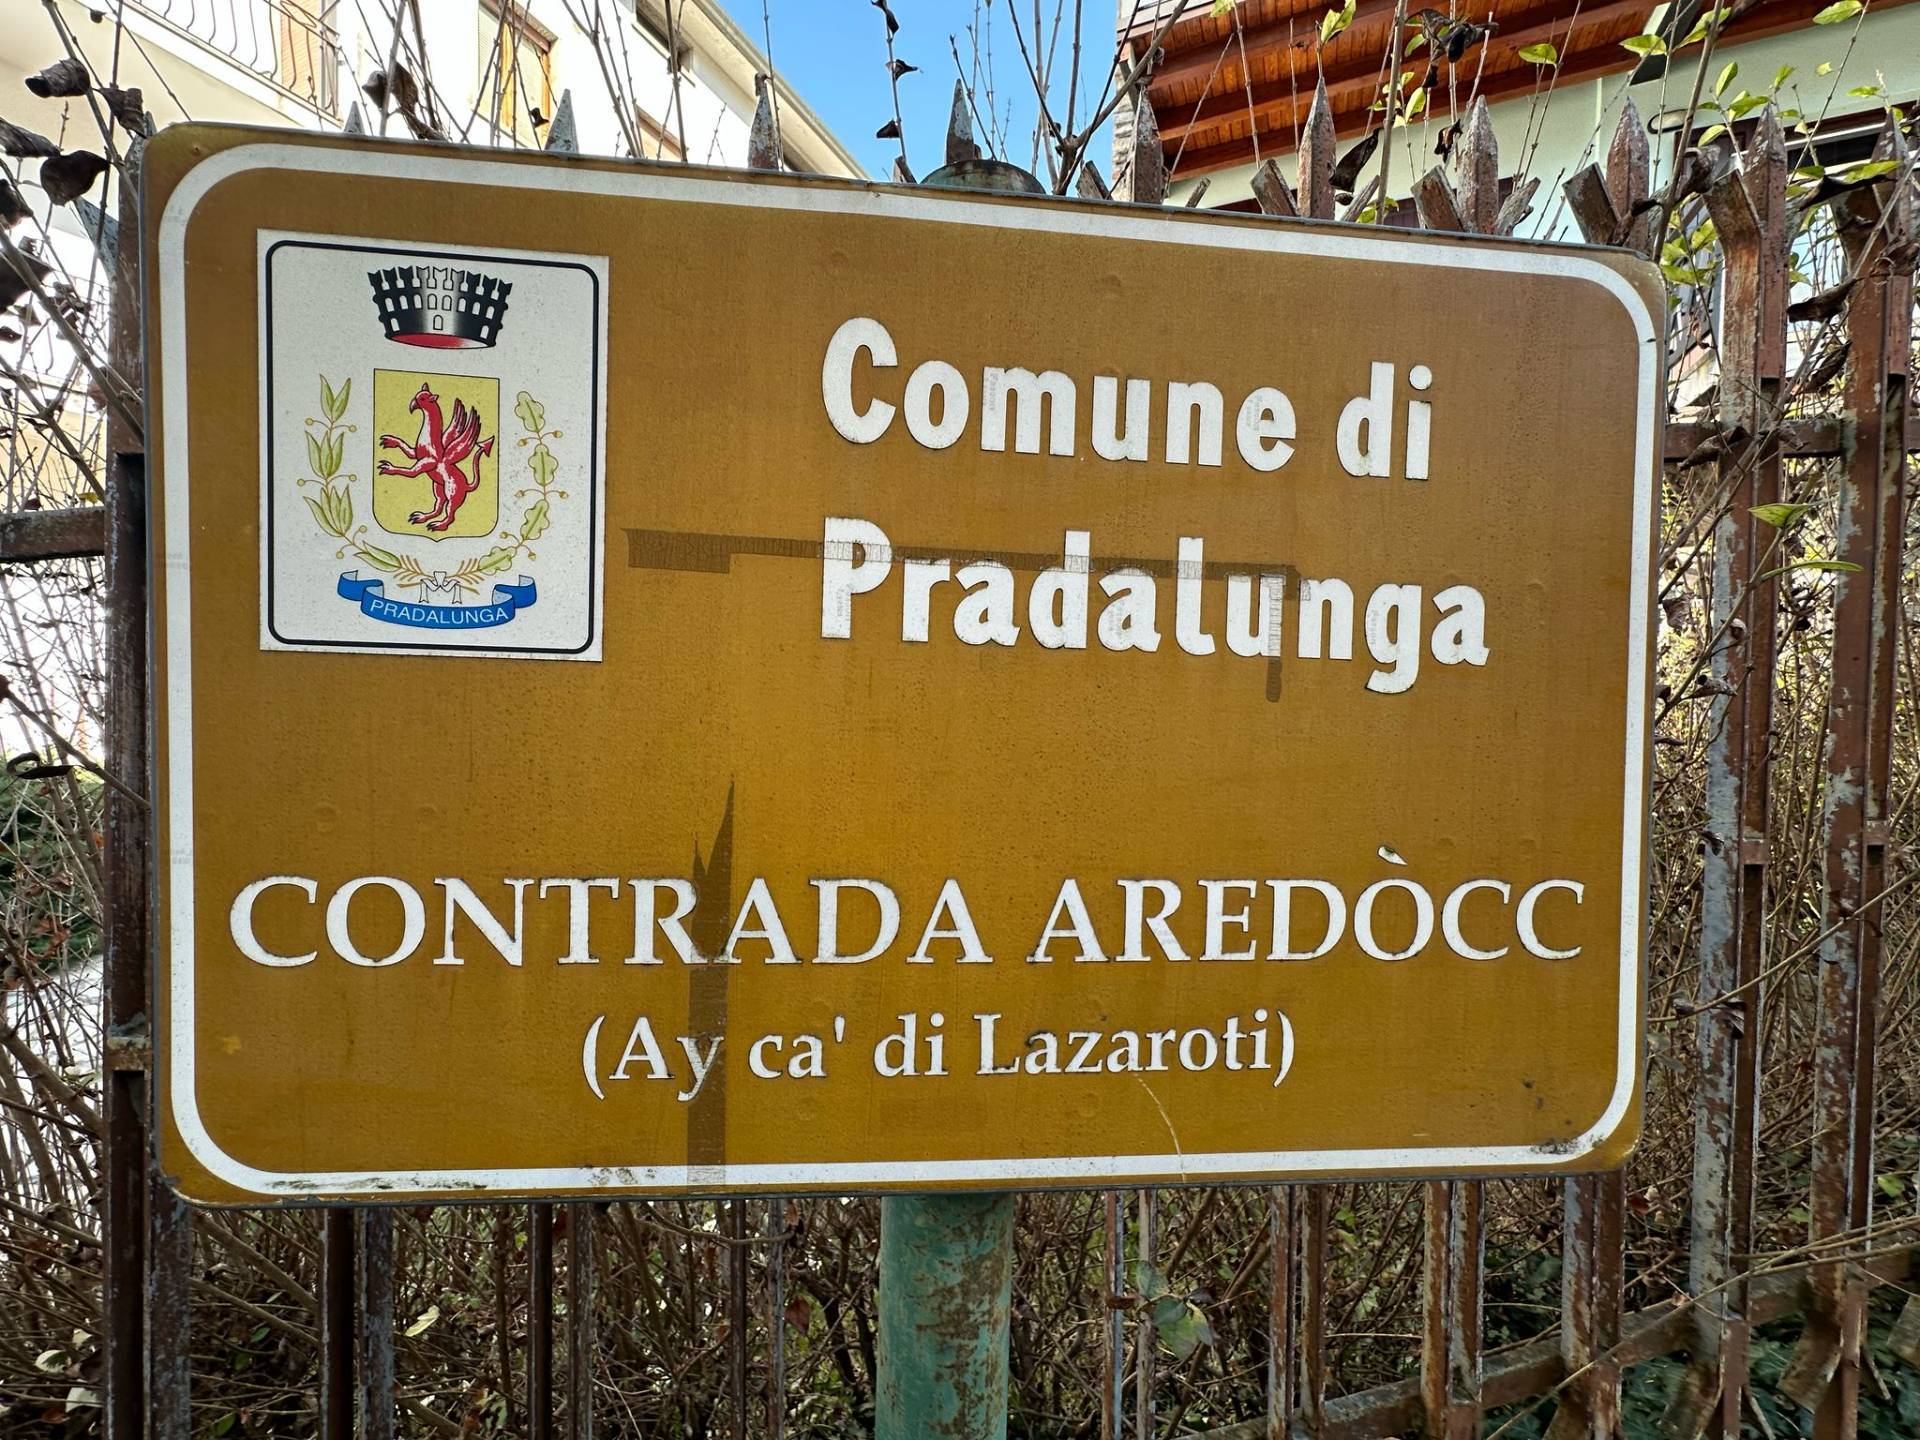 PRADALUNGA
Comune di
Pradalunga
CONTRADA AREDÒCC
(Ay ca' di Lazaroti)